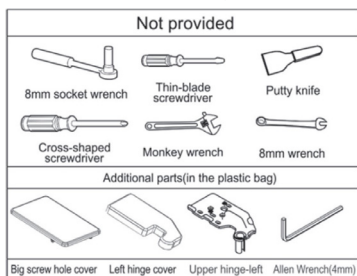 Not provided
8mm socket wrench
Thin-blade
screwdriver
Putty knife
Cross-shaped
screwdriver
Monkey wrench
8mm wrench
Additional parts(in the plastic bag)
Big screw hole cover
Left hinge cover
Upper hinge-left
Allen Wrench(4mm)